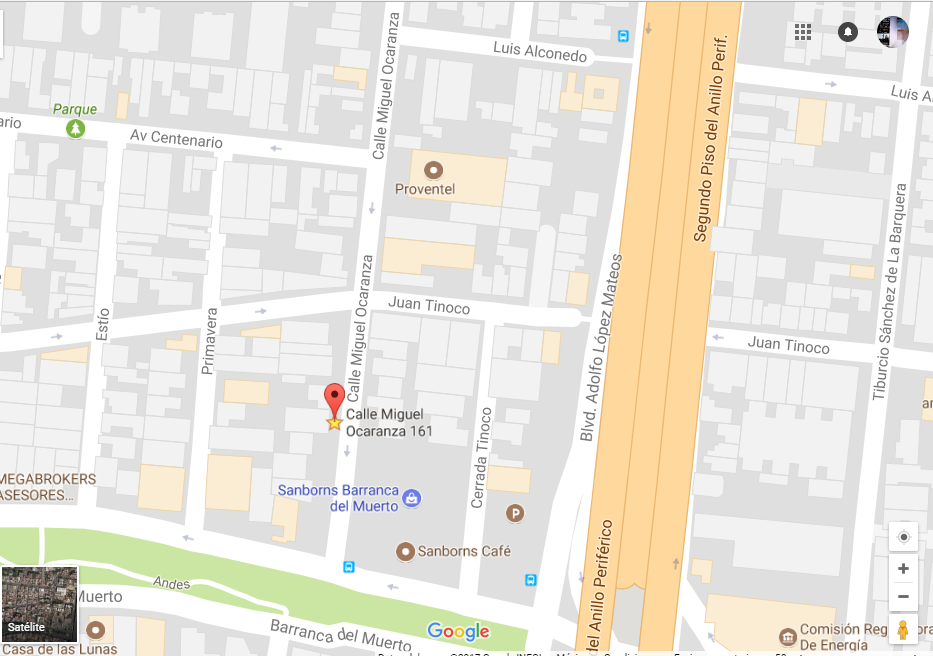 Luis Alconedo
Luis Al
Calle Miguel Ocaranza
Segundo Piso del Anillo Perif.
Parque
ario
Av Centenario
Proventel
Tiburcio Sánchez de La Barquera
Blvd. Adolfo López Mateos
Calle Miguel Ocaranza
Juan Tinoco
Estío
Primavera
Juan Tinoco
Calle Miguel
Ocaranza 161
Cerrada Tinoco
MEGABROKERS
ASESORES...
Sanborns Barranca
del Muerto
P
Sanborns Café
del Anillo Periférico
Andes
Muerto
Satélite
Barranca del Muerto
Google
Comisión Reg
ora
De Energía
Casa de las Lunas